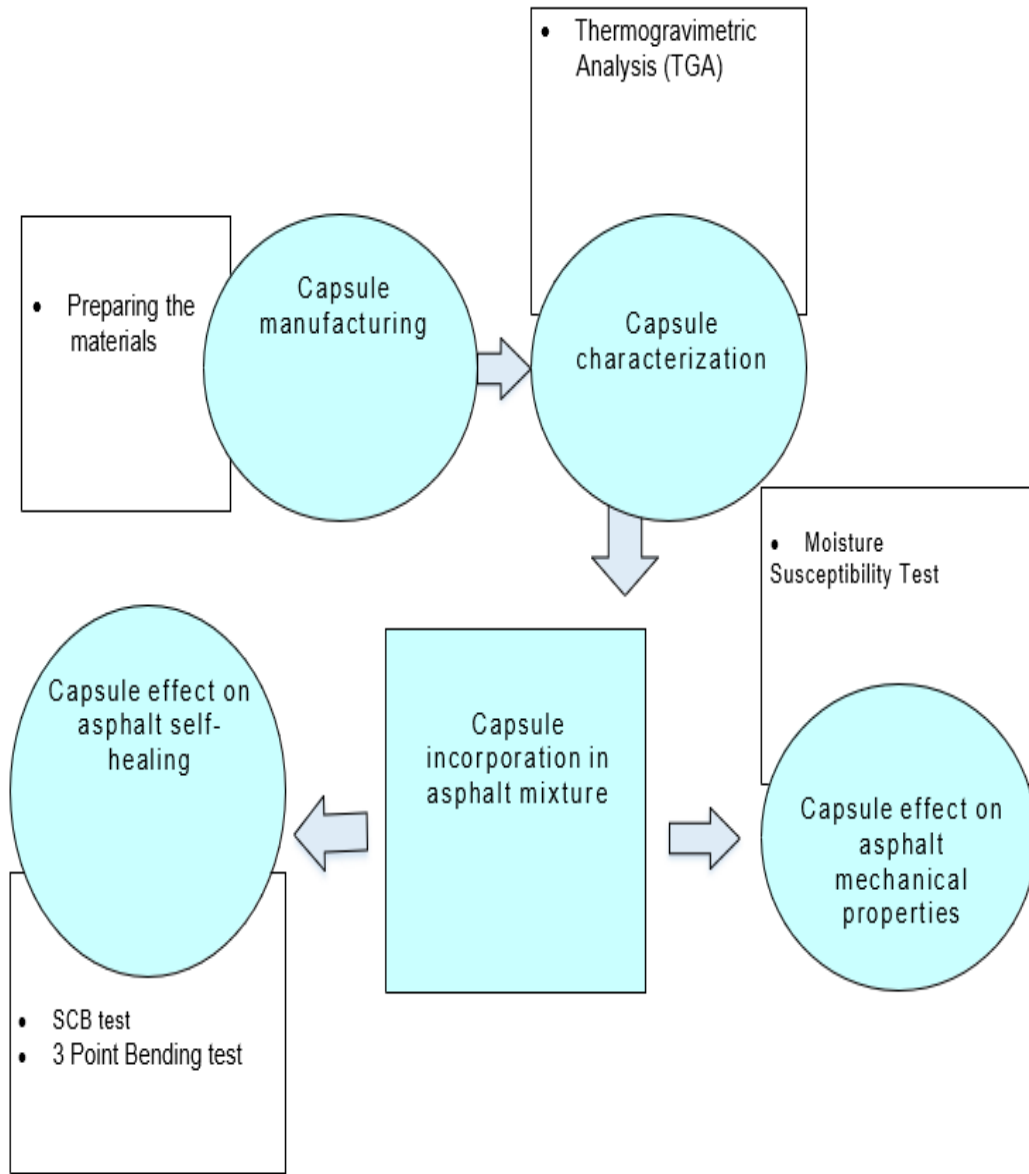 • Thermogravimetric
Analysis (TGA)
• Preparing the
materials
Capsule
manufacturing
Capsule
characterization
• Moisture
Susceptibility Test
Capsule effect on
asphalt self-
healing
Capsule
incorporation in
asphalt mixture
Capsule effect on
asphalt
mechanical
properties
• SCB test
• 3 Point Bending test